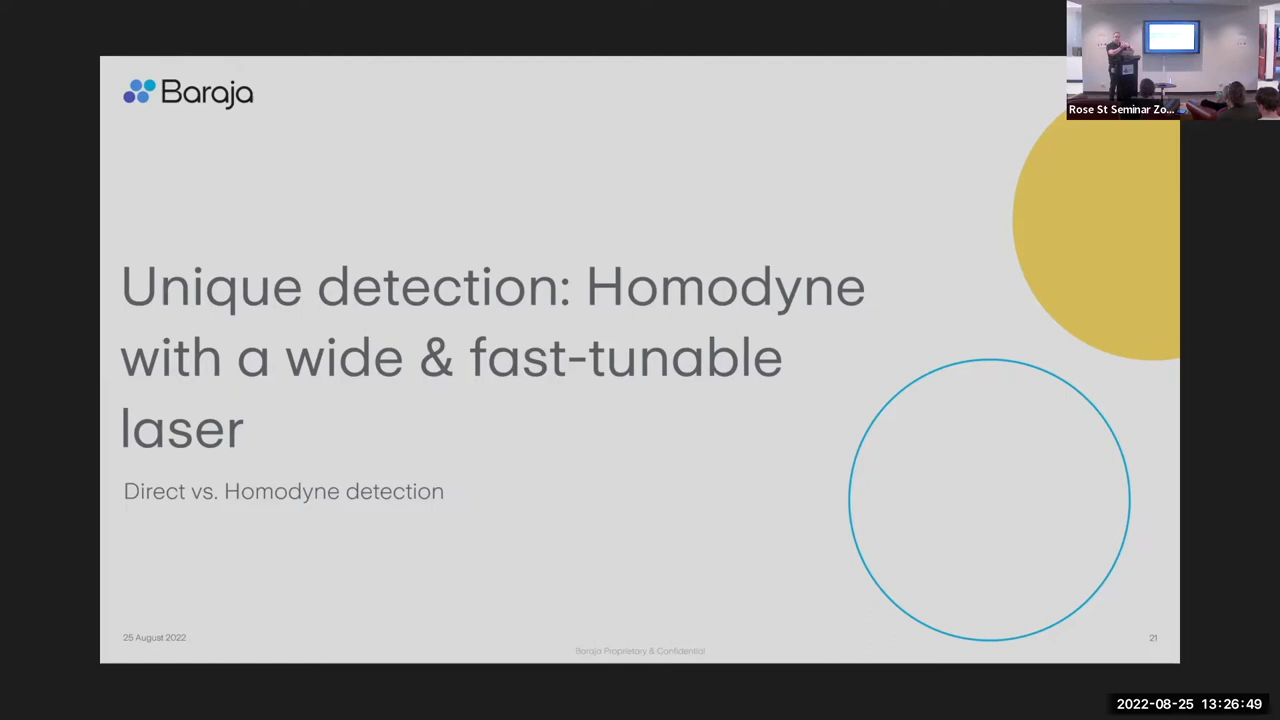 Baraja
Rose St Seminar Zo...
Unique detection: Homodyne
with a wide & fast-tunable
laser
Direct vs. Homodyne detection
25 August 2022
Baraja Proprietary & Confidential
21
2022-08-25 13:26:49